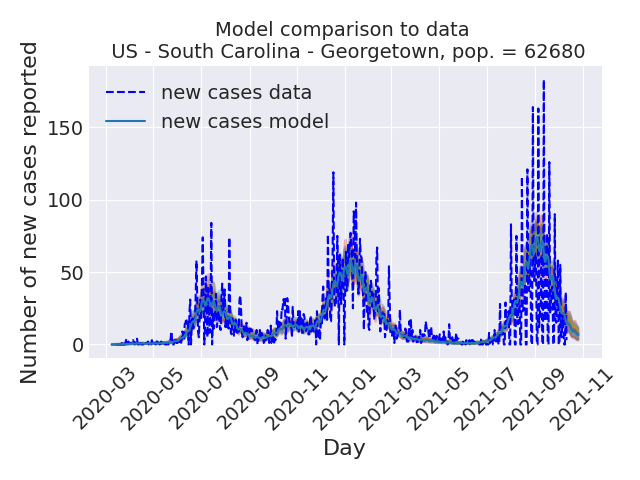 Model comparison to data
US - South Carolina - Georgetown, pop. = 62680
Number of new cases reported
150
100
50
0
new cases data
new cases model
2020-03
2020-05
2020-07
2020-09
2020-11
2021-01
2021-03
2021-05
2021-07
2021-09
2021-11
Day